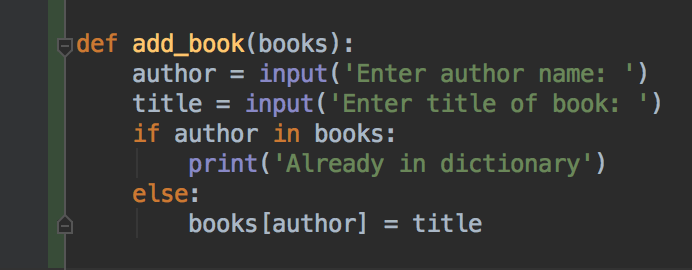 def add_book(books):
    author = input('Enter author name: ')
    title = input('Enter title of book: ')
    if author in books:
        print('Already in dictionary')
    else:
        books[author] = title